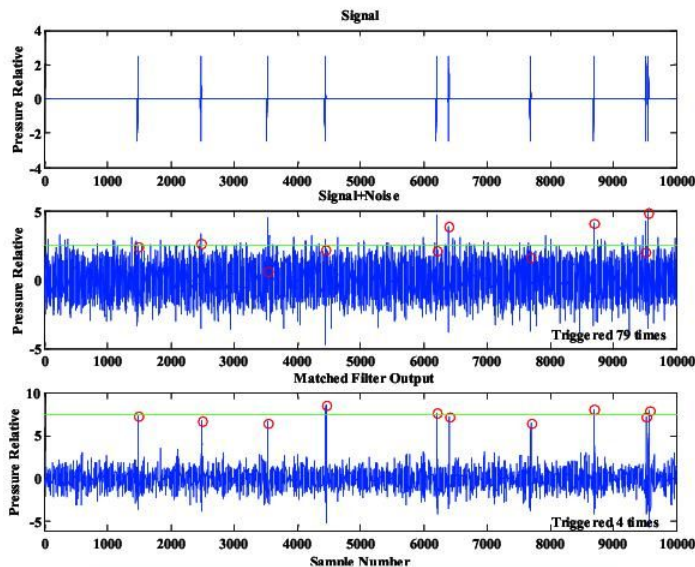 Signal
Pressure Relative
4
2
0
-2
-4
0 1000 2000 3000 4000 5000 6000 7000 8000 9000 10000
Signal+Noise
Pressure Relative
5
0
-5
Triggered 79 times
0 1000 2000 3000 4000 5000 6000 7000 8000 9000 10000
Matched Filter Output
Pressure Relative
10
5
0
-5
Triggered 4 times
0 1000 2000 3000 4000 5000 6000 7000 8000 9000 10000
Sample Number